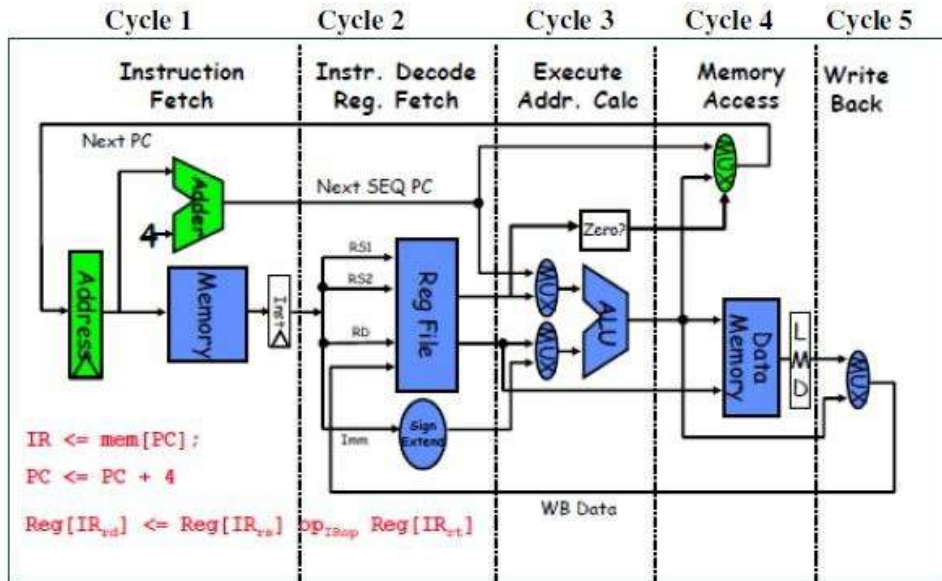 Cycle 1 Cycle 2 Cycle 3 Cycle 4 Cycle 5
Instruction Fetch
Instr. Decode Reg. Fetch
Execute Addr. Calc
Memory Access
Write Back
Next PC
MUX
Adder
Next SEQ PC
4
Zero?
RS1
RS2
RD
Imm
Address
Memory
Inst
Reg File
MUX
MUX
ALU
Data Memory
L M D
MUX
Sign Extend
WB Data
IR <= mem[PC];
PC <= PC + 4
Reg[IRrd] <= Reg[IRrs] opIRop Reg[IRrt]